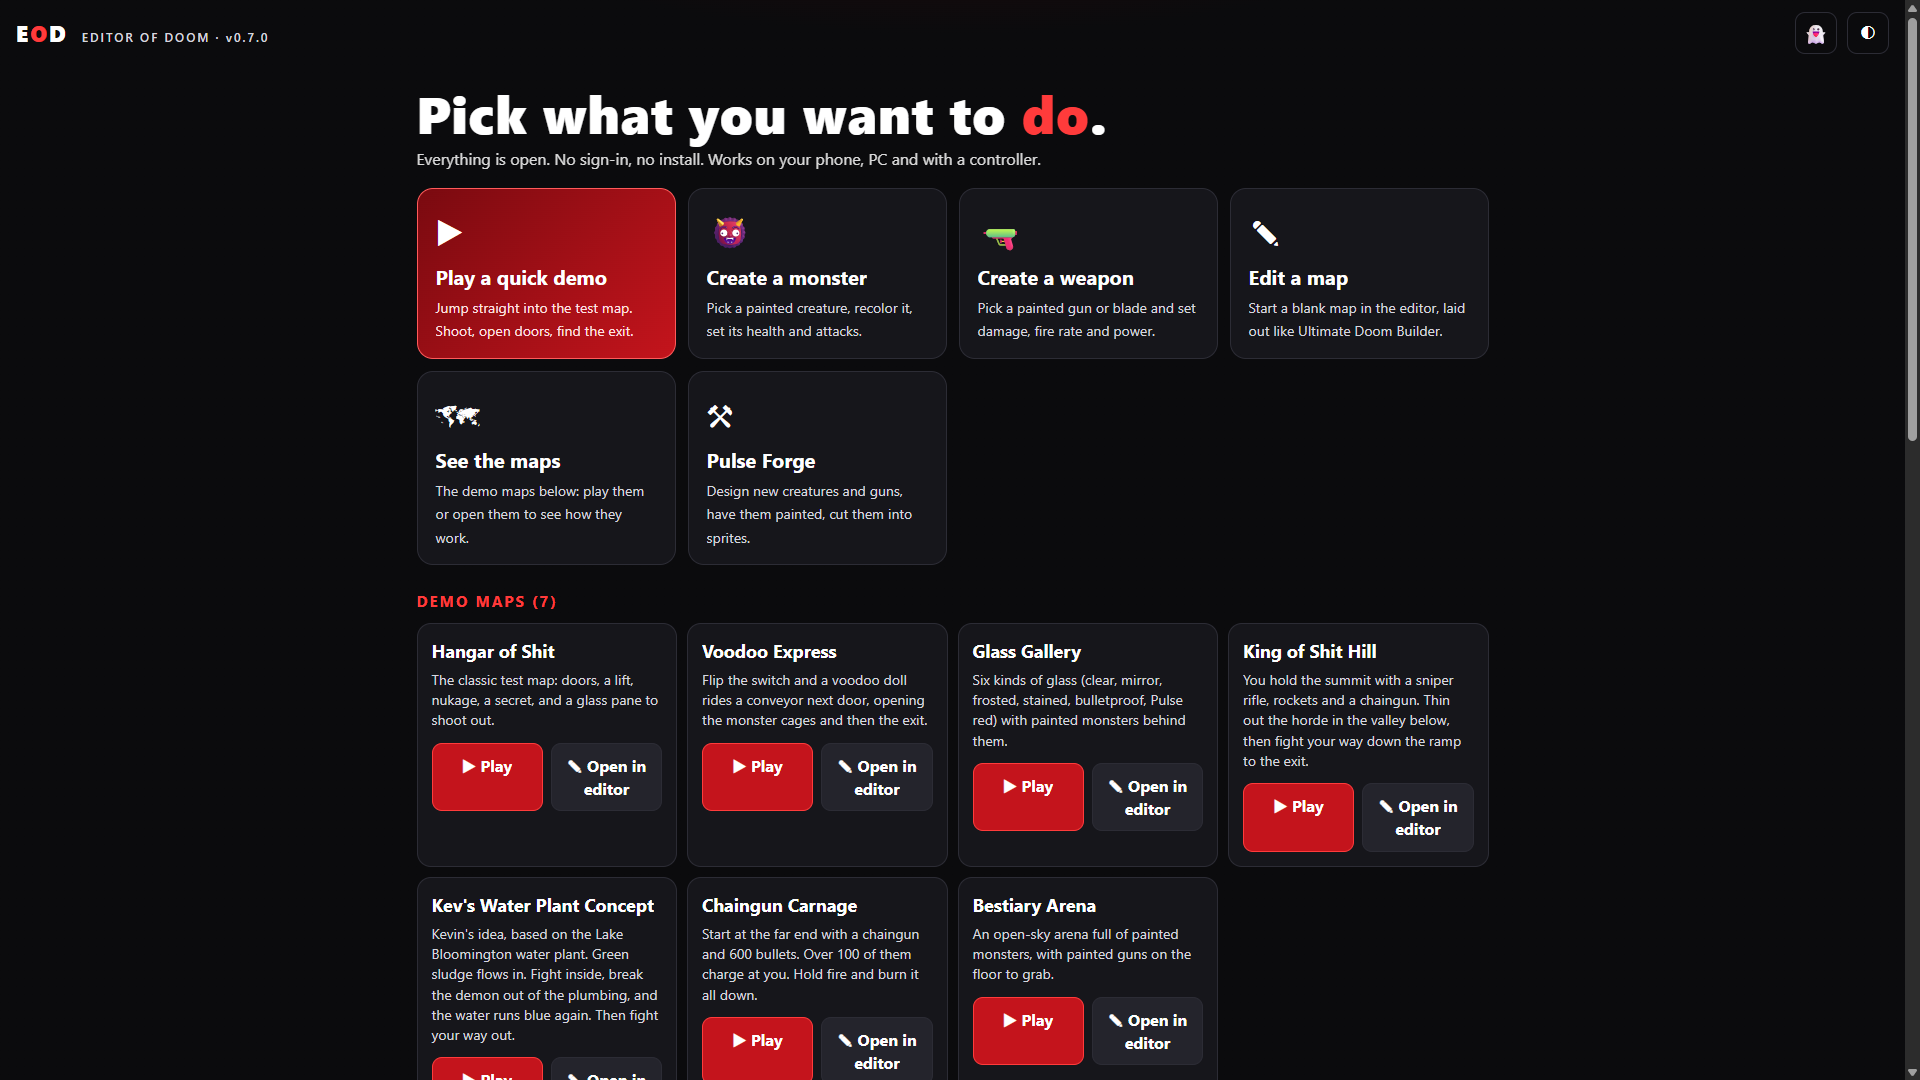 EOD EDITOR OF DOOM · v0.7.0
Pick what you want to do.
Everything is open. No sign-in, no install. Works on your phone, PC and with a controller.
Play a quick demo
Jump straight into the test map.
Shoot, open doors, find the exit.
Create a monster
Pick a painted creature, recolor it,
set its health and attacks.
Create a weapon
Pick a painted gun or blade and set
damage, fire rate and power.
Edit a map
Start a blank map in the editor, laid
out like Ultimate Doom Builder.
See the maps
The demo maps below: play them
or open them to see how they
work.
Pulse Forge
Design new creatures and guns,
have them painted, cut them into
sprites.
DEMO MAPS (7)
Hangar of Shit
The classic test map: doors, a lift,
nukage, a secret, and a glass pane to
shoot out.
Play
Open in
editor
Voodoo Express
Flip the switch and a voodoo doll
rides a conveyor next door, opening
the monster cages and then the exit.
Play
Open in
editor
Glass Gallery
Six kinds of glass (clear, mirror,
frosted, stained, bulletproof, Pulse
red) with painted monsters behind
them.
Play
Open in
editor
King of Shit Hill
You hold the summit with a sniper
rifle, rockets and a chaingun. Thin
out the horde in the valley below,
then fight your way down the ramp
to the exit.
Play
Open in
editor
Kev's Water Plant Concept
Kevin's idea, based on the Lake
Bloomington water plant. Green
sludge flows in. Fight inside, break
the demon out of the plumbing, and
the water runs blue again. Then fight
your way out.
Play
Open in
Chaingun Carnage
Start at the far end with a chaingun
and 600 bullets. Over 100 of them
charge at you. Hold fire and burn it
all down.
Play
Open in
editor
Bestiary Arena
An open-sky arena full of painted
monsters, with painted guns on the
floor to grab.
Play
Open in
editor